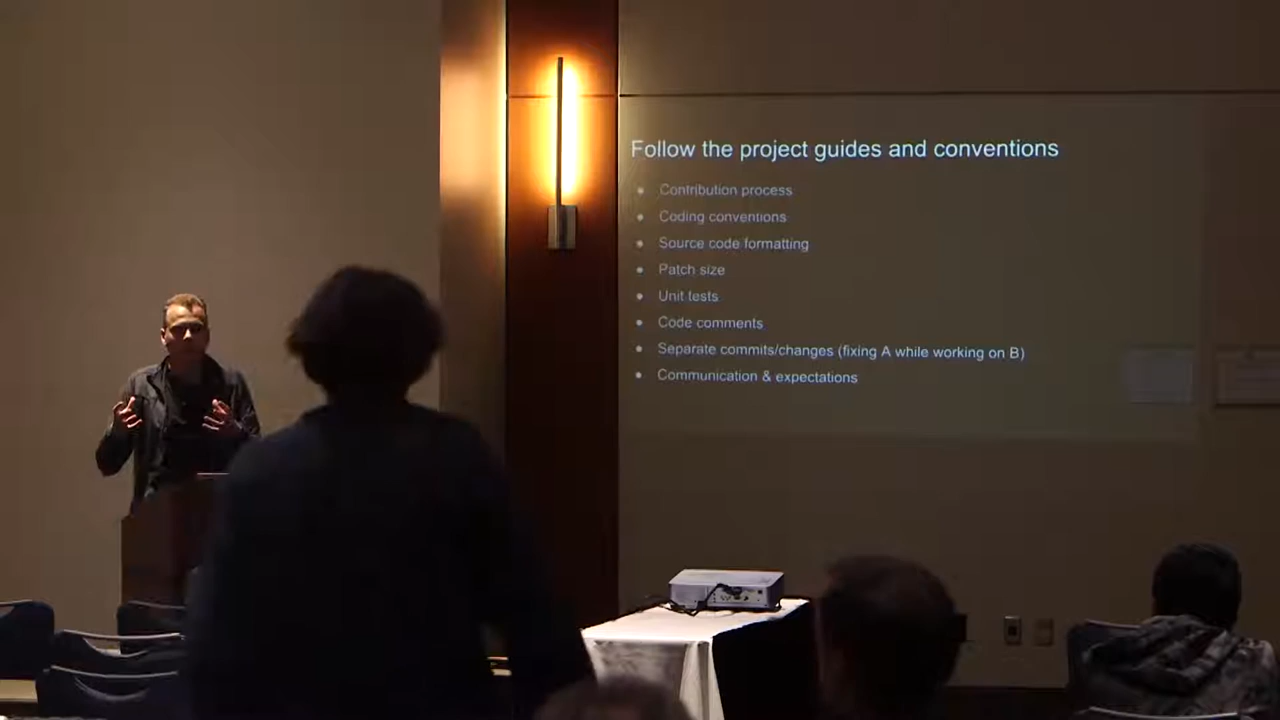 Follow the project guides and conventions
● Contribution process
● Coding conventions
● Source code formatting
● Patch size
● Unit tests
● Code comments
● Separate commits/changes (fixing A while working on B)
● Communication & expectations